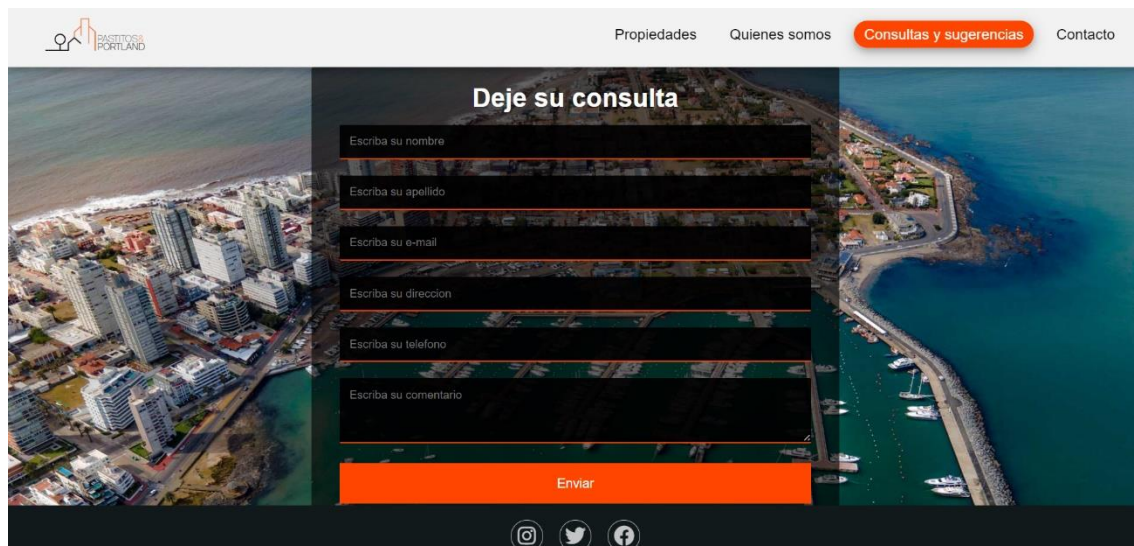 PASTITOS&
PORTLAND
Propiedades Quienes somos Consultas y sugerencias Contacto
Deje su consulta
Escriba su nombre
Escriba su apellido
Escriba su e-mail
Escriba su direccion
Escriba su telefono
Escriba su comentario
Enviar